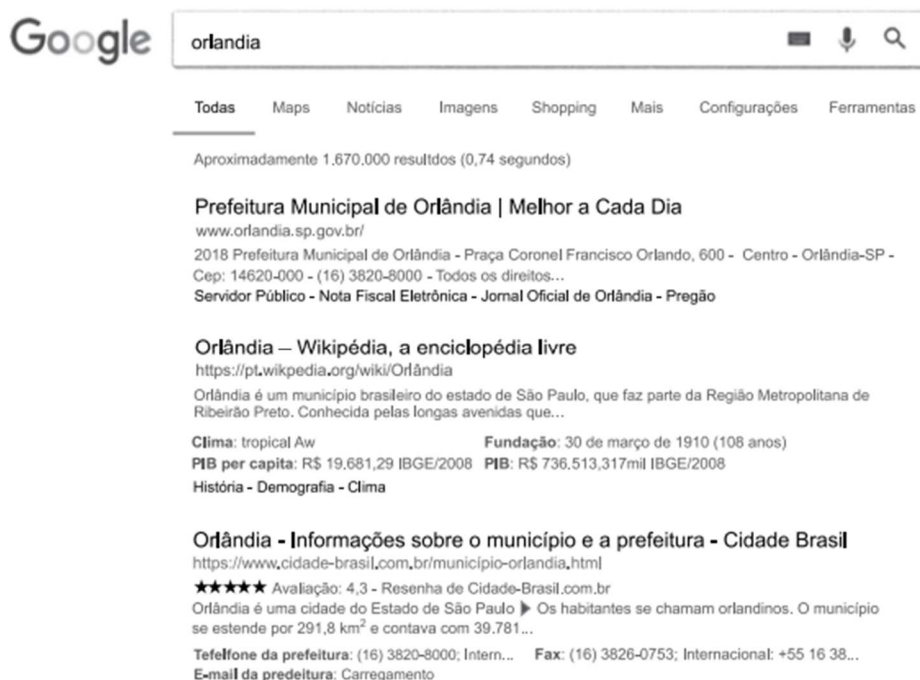 Google
orlandia
Todas Maps Notícias Imagens Shopping Mais Configurações Ferramentas
Aproximadamente 1.670.000 resultdos (0,74 segundos)
Prefeitura Municipal de Orlândia | Melhor a Cada Dia
www.orlandia.sp.gov.br/
2018 Prefeitura Municipal de Orlândia - Praça Coronel Francisco Orlando, 600 - Centro - Orlândia-SP -
Cep: 14620-000 - (16) 3820-8000 - Todos os direitos...
Servidor Público - Nota Fiscal Eletrônica - Jornal Oficial de Orlândia - Pregão
Orlândia – Wikipédia, a enciclopédia livre
https://pt.wikpedia.org/wiki/Orlândia
Orlândia é um município brasileiro do estado de São Paulo, que faz parte da Região Metropolitana de
Ribeirão Preto. Conhecida pelas longas avenidas que...
Clima: tropical Aw Fundação: 30 de março de 1910 (108 anos)
PIB per capita: R$ 19.681,29 IBGE/2008 PIB: R$ 736.513,317mil IBGE/2008
História - Demografia - Clima
Orlândia - Informações sobre o município e a prefeitura - Cidade Brasil
https://www.cidade-brasil.com.br/município-orlandia.html
★★★★★ Avaliação: 4,3 - Resenha de Cidade-Brasil.com.br
Orlândia é uma cidade do Estado de São Paulo ▶ Os habitantes se chamam orlandinos. O município
se estende por 291,8 km² e contava com 39.781...
Tefelfone da prefeitura: (16) 3820-8000; Intern... Fax: (16) 3826-0753; Internacional: +55 16 38...
E-mail da predeitura: Carregamento